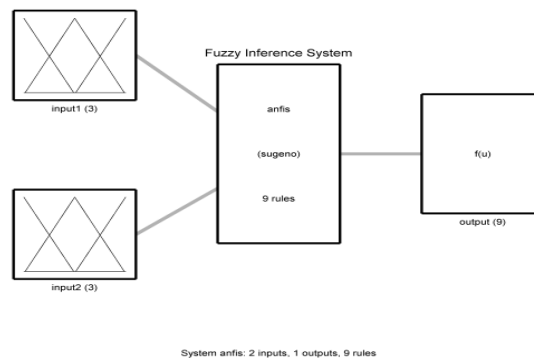 Fuzzy Inference System
input1 (3)
anfis
(sugeno)
9 rules
f(u)
output (9)
input2 (3)
System anfis: 2 inputs, 1 outputs, 9 rules